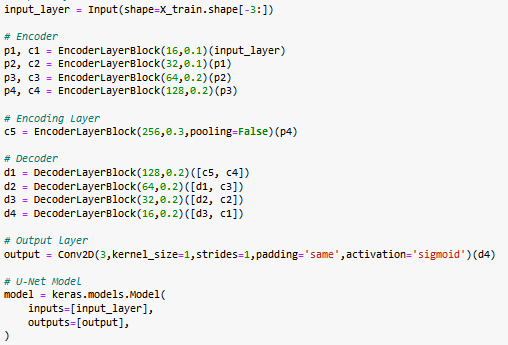 input_layer = Input(shape=X_train.shape[-3:])
# Encoder
p1, c1 = EncoderLayerBlock(16,0.1)(input_layer)
p2, c2 = EncoderLayerBlock(32,0.1)(p1)
p3, c3 = EncoderLayerBlock(64,0.2)(p2)
p4, c4 = EncoderLayerBlock(128,0.2)(p3)
# Encoding Layer
c5 = EncoderLayerBlock(256,0.3,pooling=False)(p4)
# Decoder
d1 = DecoderLayerBlock(128,0.2)([c5, c4])
d2 = DecoderLayerBlock(64,0.2)([d1, c3])
d3 = DecoderLayerBlock(32,0.2)([d2, c2])
d4 = DecoderLayerBlock(16,0.2)([d3, c1])
# Output layer
output = Conv2D(3,kernel_size=1,strides=1,padding='same',activation='sigmoid')(d4)
# U-Net Model
model = keras.models.Model(
    inputs=[input_layer],
    outputs=[output],
)